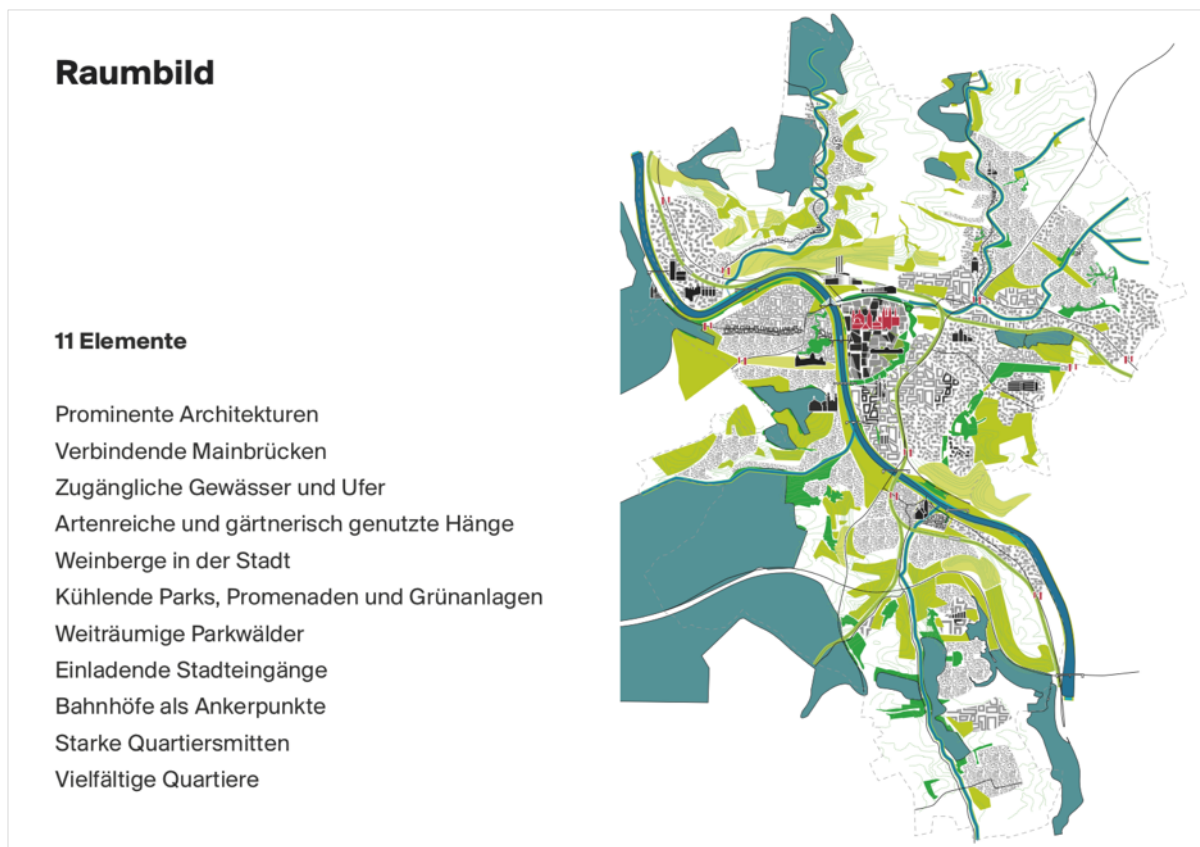 Raumbild
11 Elemente
Prominente Architekturen
Verbindende Mainbrücken
Zugängliche Gewässer und Ufer
Artenreiche und gärtnerisch genutzte Hänge
Weinberge in der Stadt
Kühlende Parks, Promenaden und Grünanlagen
Weiträumige Parkwälder
Einladende Stadteingänge
Bahnhöfe als Ankerpunkte
Starke Quartiersmitten
Vielfältige Quartiere